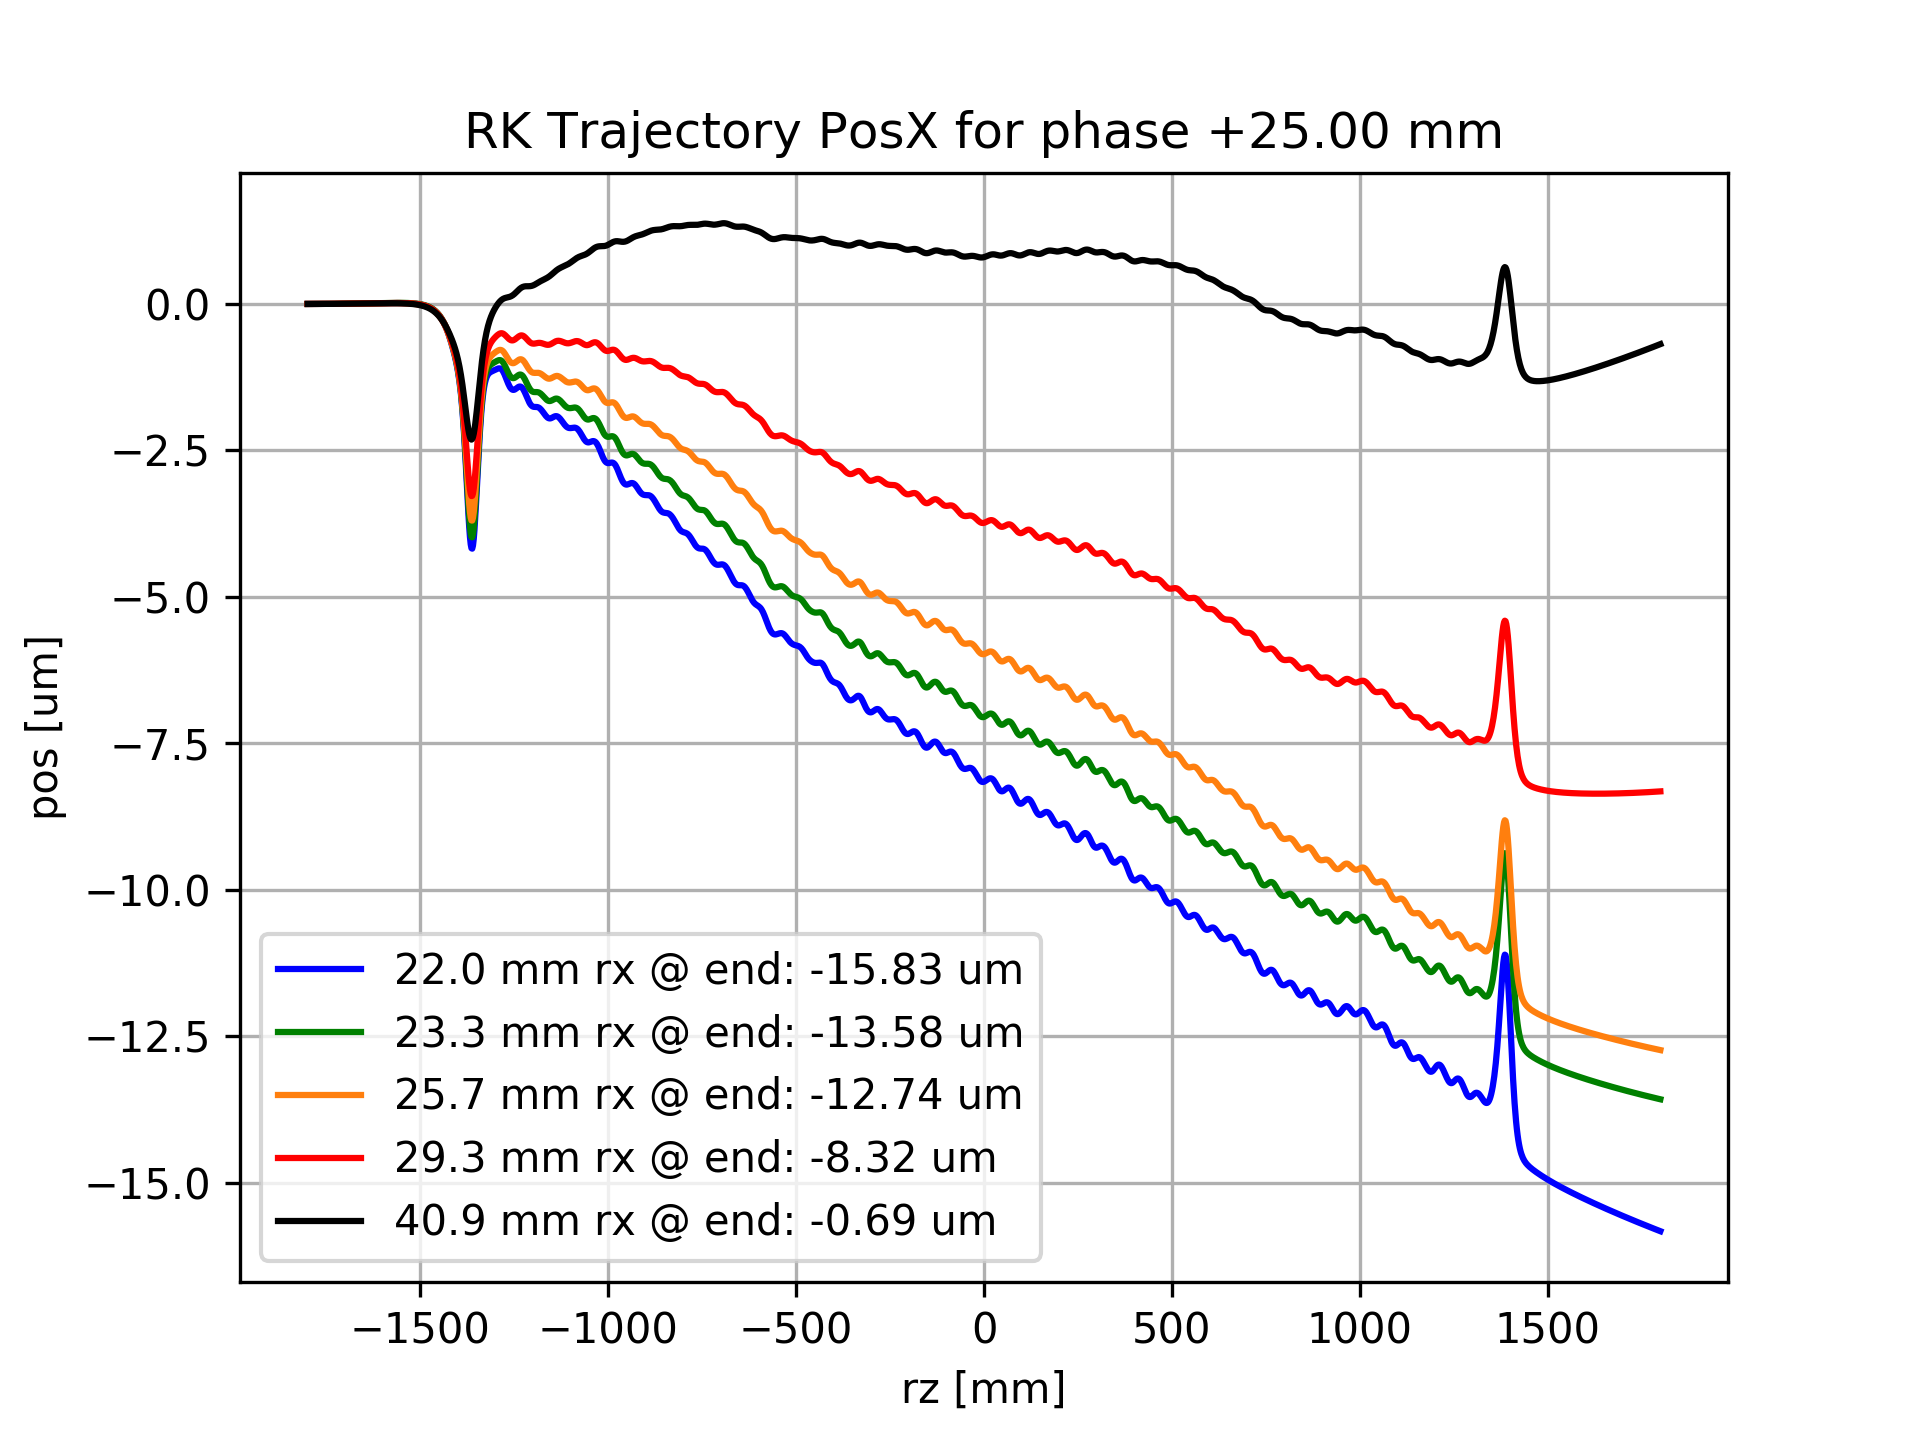 RK Trajectory PosX for phase +25.00 mm
pos [um]
0.0
−2.5
−5.0
−7.5
−10.0
−12.5
−15.0
22.0 mm rx @ end: -15.83 um
23.3 mm rx @ end: -13.58 um
25.7 mm rx @ end: -12.74 um
29.3 mm rx @ end: -8.32 um
40.9 mm rx @ end: -0.69 um
−1500 −1000 −500 0 500 1000 1500
rz [mm]